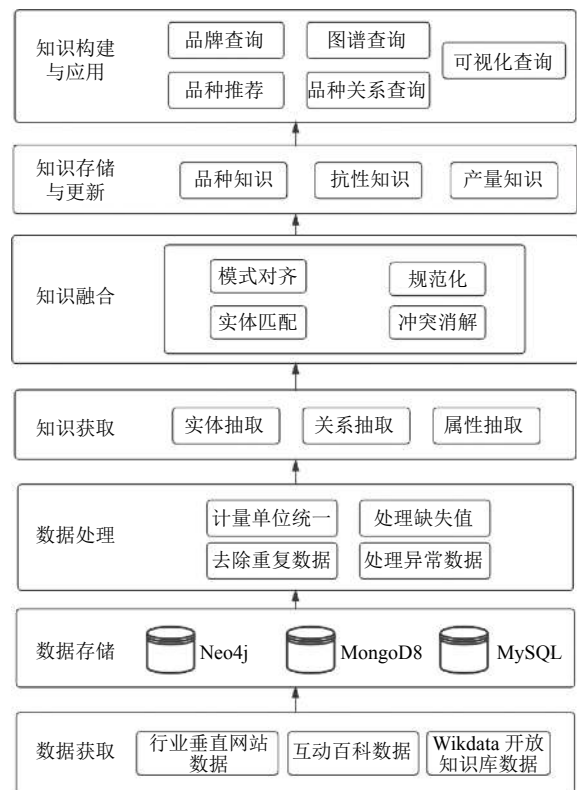 知识构建
与应用
品牌查询
图谱查询
可视化查询
品种推荐
品种关系查询
知识存储
与更新
品种知识
抗性知识
产量知识
知识融合
模式对齐
规范化
实体匹配
冲突消解
知识获取
实体抽取
关系抽取
属性抽取
数据处理
计量单位统一
处理缺失值
去除重复数据
处理异常数据
数据存储
Neo4j
MongoD8
MySQL
数据获取
行业垂直网站
数据
互动百科数据
Wikdata 开放
知识库数据